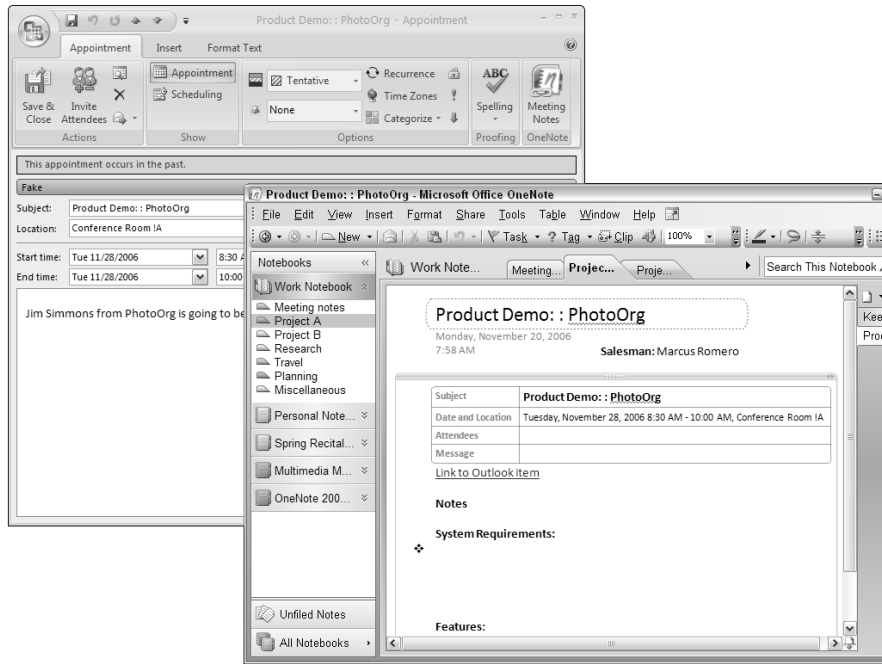 Product Demo: : PhotoOrg - Appointment
Appointment Insert Format Text
Save & Close
Invite Attendees
Actions
Appointment
Scheduling
Show
Tentative
None
Recurrence
Time Zones
Categorize
Options
ABC
Spelling
Proofing
Meeting Notes
OneNote
This appointment occurs in the past.
Fake
Subject: Product Demo: : PhotoOrg
Location: Conference Room !A
Start time: Tue 11/28/2006 8:30
End time: Tue 11/28/2006 10:00
Jim Simmons from PhotoOrg is going to be
Product Demo: : PhotoOrg - Microsoft Office OneNote
File Edit View Insert Format Share Tools Table Window Help
New Task ? Tag Clip 100%
Notebooks
Work Notebook
Meeting notes
Project A
Project B
Research
Travel
Planning
Miscellaneous
Personal Note...
Spring Recital...
Multimedia M...
OneNote 200...
Unfiled Notes
All Notebooks
Work Note... Meeting... Projec... Proje... Search This Notebook
Product Demo: : PhotoOrg
Monday, November 20, 2006
7:58 AM
Salesman: Marcus Romero
Subject Product Demo: : PhotoOrg
Date and Location Tuesday, November 28, 2006 8:30 AM - 10:00 AM, Conference Room !A
Attendees
Message
Link to Outlook item
Notes
System Requirements:
Features: